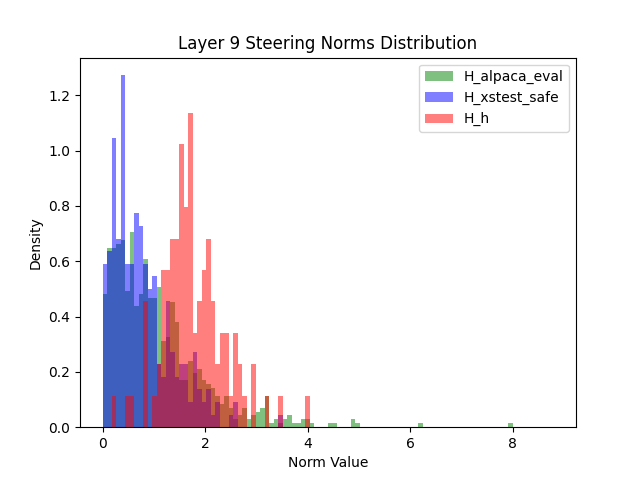 Layer 9 Steering Norms Distribution
H_alpaca_eval
H_xstest_safe
H_h
Density
1.2
1.0
0.8
0.6
0.4
0.2
0.0
0
2
4
6
8
Norm Value